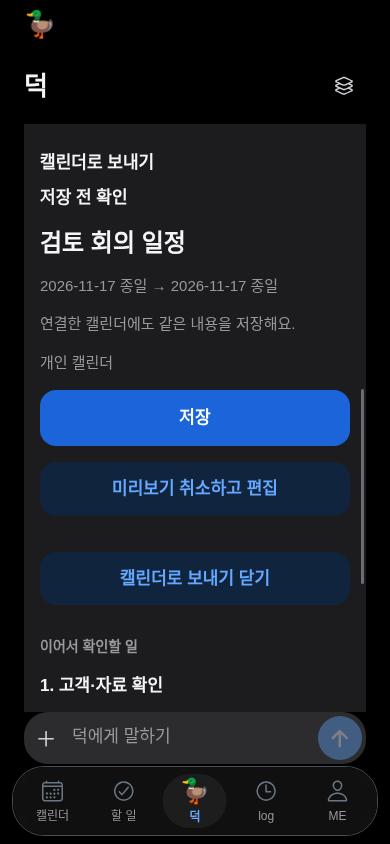 덕
캘린더로 보내기
저장 전 확인
검토 회의 일정
2026-11-17 종일 → 2026-11-17 종일
연결한 캘린더에도 같은 내용을 저장해요.
개인 캘린더
저장
미리보기 취소하고 편집
캘린더로 보내기 닫기
이어서 확인할 일
1. 고객·자료 확인
덕에게 말하기
캘린더
할 일
덕
log
ME